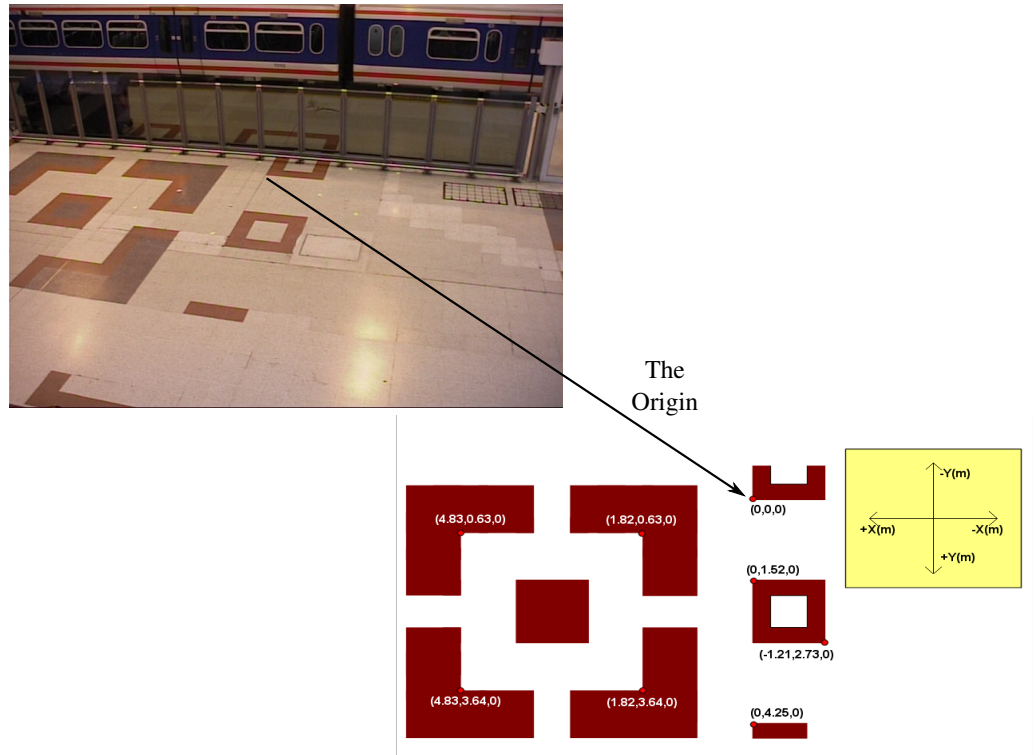 The
Origin
-Y(m)
(0,0,0)
(4.83,0.63,0)
(1.82,0.63,0)
+X(m)
-X(m)
+Y(m)
(0,1.52,0)
(-1.21,2.73,0)
(4.83,3.64,0)
(1.82,3.64,0)
(0,4.25,0)